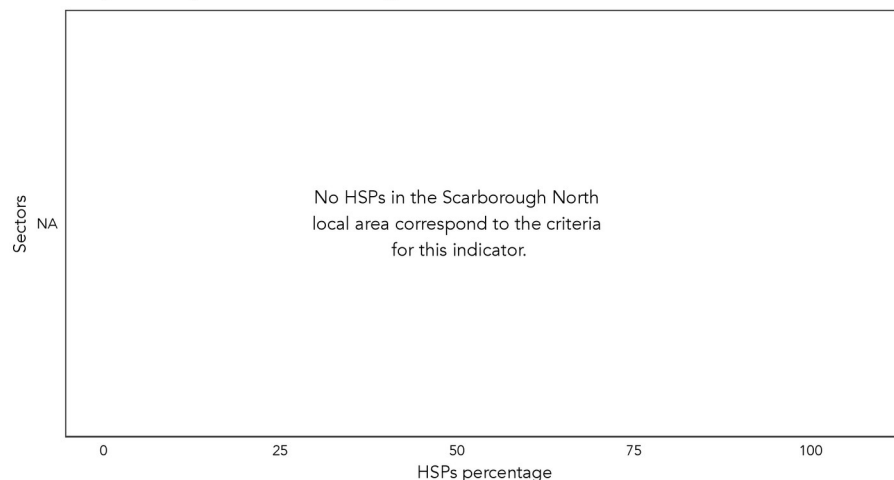 No HSPs in the Scarborough North
local area correspond to the criteria
for this indicator.
Sectors
NA
0 25 50 75 100
HSPs percentage